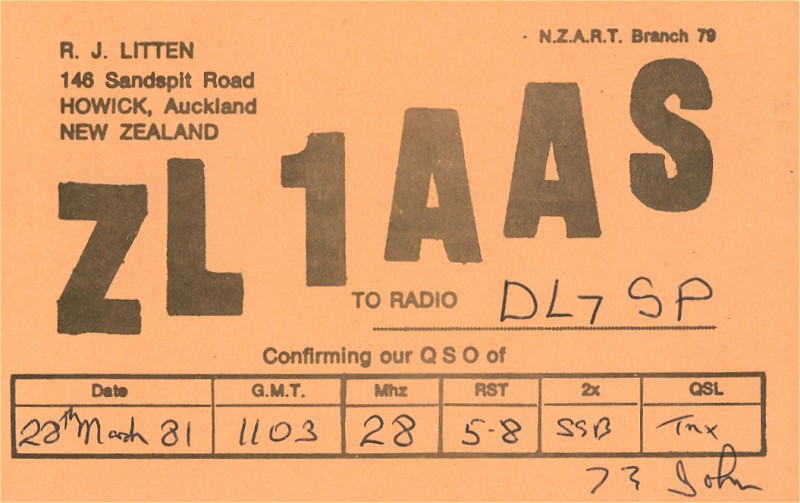 R. J. LITTEN
146 Sandspit Road
HOWICK, Auckland
NEW ZEALAND
N.Z.A.R.T. Branch 79
ZL1AAS
TO RADIO DL7SP
Confirming our QSO of
Date G.M.T. Mhz RST 2x QSL
28th March 81 1103 28 5-8 SSB Tnx
73 John